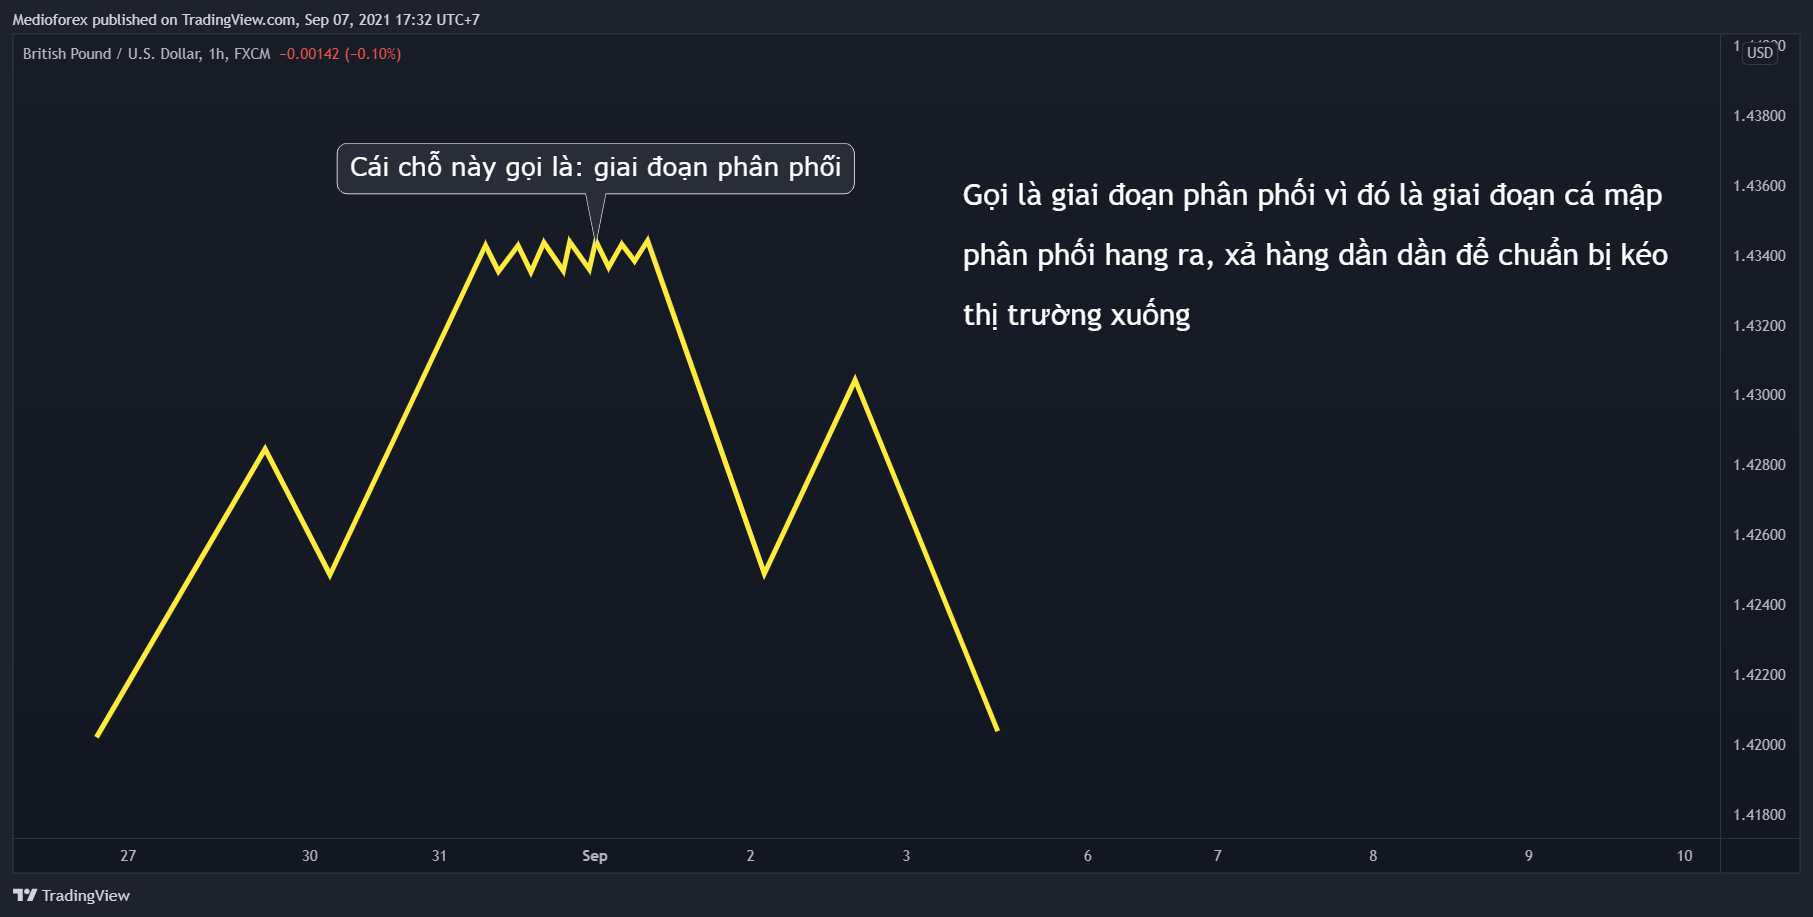 Medioforex published on TradingView.com, Sep 07, 2021 17:32 UTC+7
British Pound / U.S. Dollar, 1h, FXCM −0.00142 (−0.10%)
USD
1.43800
Cái chỗ này gọi là: giai đoạn phân phối
Gọi là giai đoạn phân phối vì đó là giai đoạn cá mập
1.43600
phân phối hang ra, xả hàng dần dần để chuẩn bị kéo
1.43400
thị trường xuống
1.43200
1.43000
1.42800
1.42600
1.42400
1.42200
1.42000
1.41800
27 30 31 Sep 2 3 6 7 8 9 10
TradingView